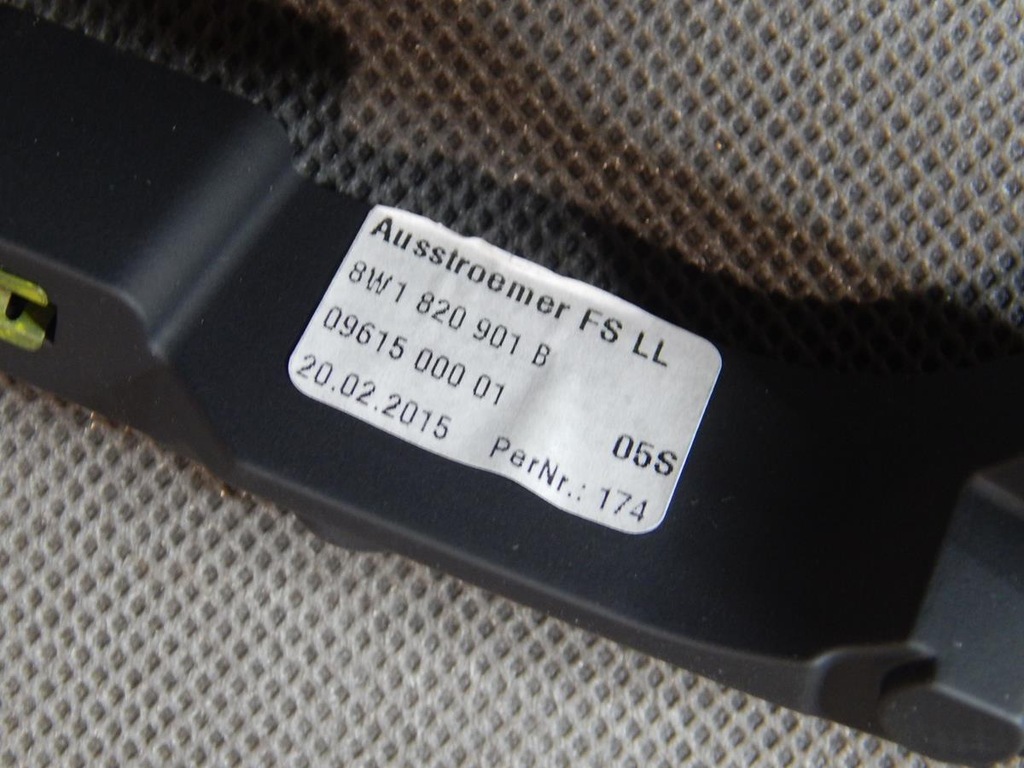 Ausstroemer FS LL
8W1 820 901 B
09615 000 01
05S
20.02.2015 PerNr.: 174